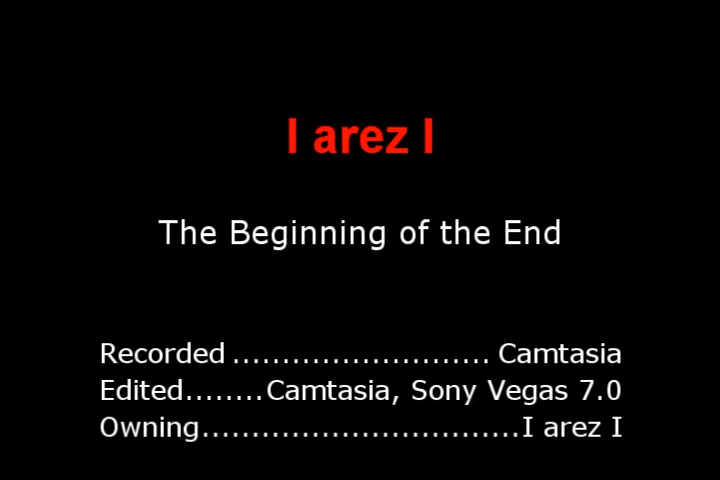 I arez I
The Beginning of the End
Recorded .......................... Camtasia
Edited........Camtasia, Sony Vegas 7.0
Owning................................I arez I